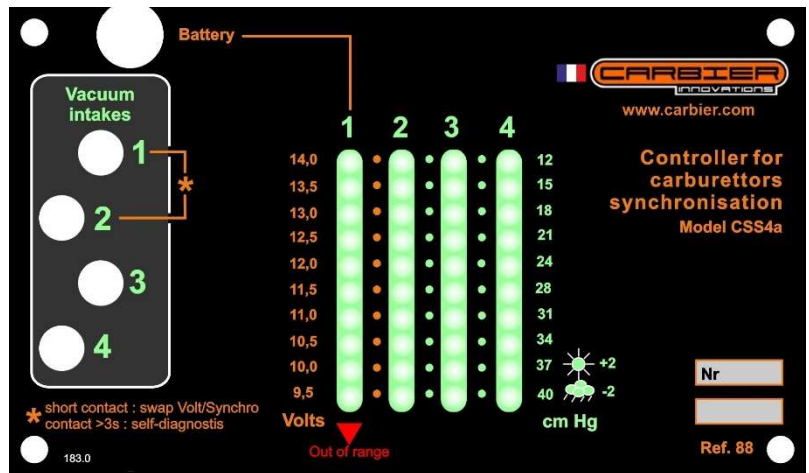 Battery
Vacuum
intakes
1
2
3
4
*
* short contact : swap Volt/Synchro
contact >3s : self-diagnostis
183.0
1 2 3 4
14,0
13,5
13,0
12,5
12,0
11,5
11,0
10,5
10,0
9,5
Volts
Out of range
12
15
18
21
24
28
31
34
37 +2
40 -2
cm Hg
CARBIER
INNOVATIONS
www.carbier.com
Controller for
carburettors
synchronisation
Model CSS4a
Nr
Ref. 88